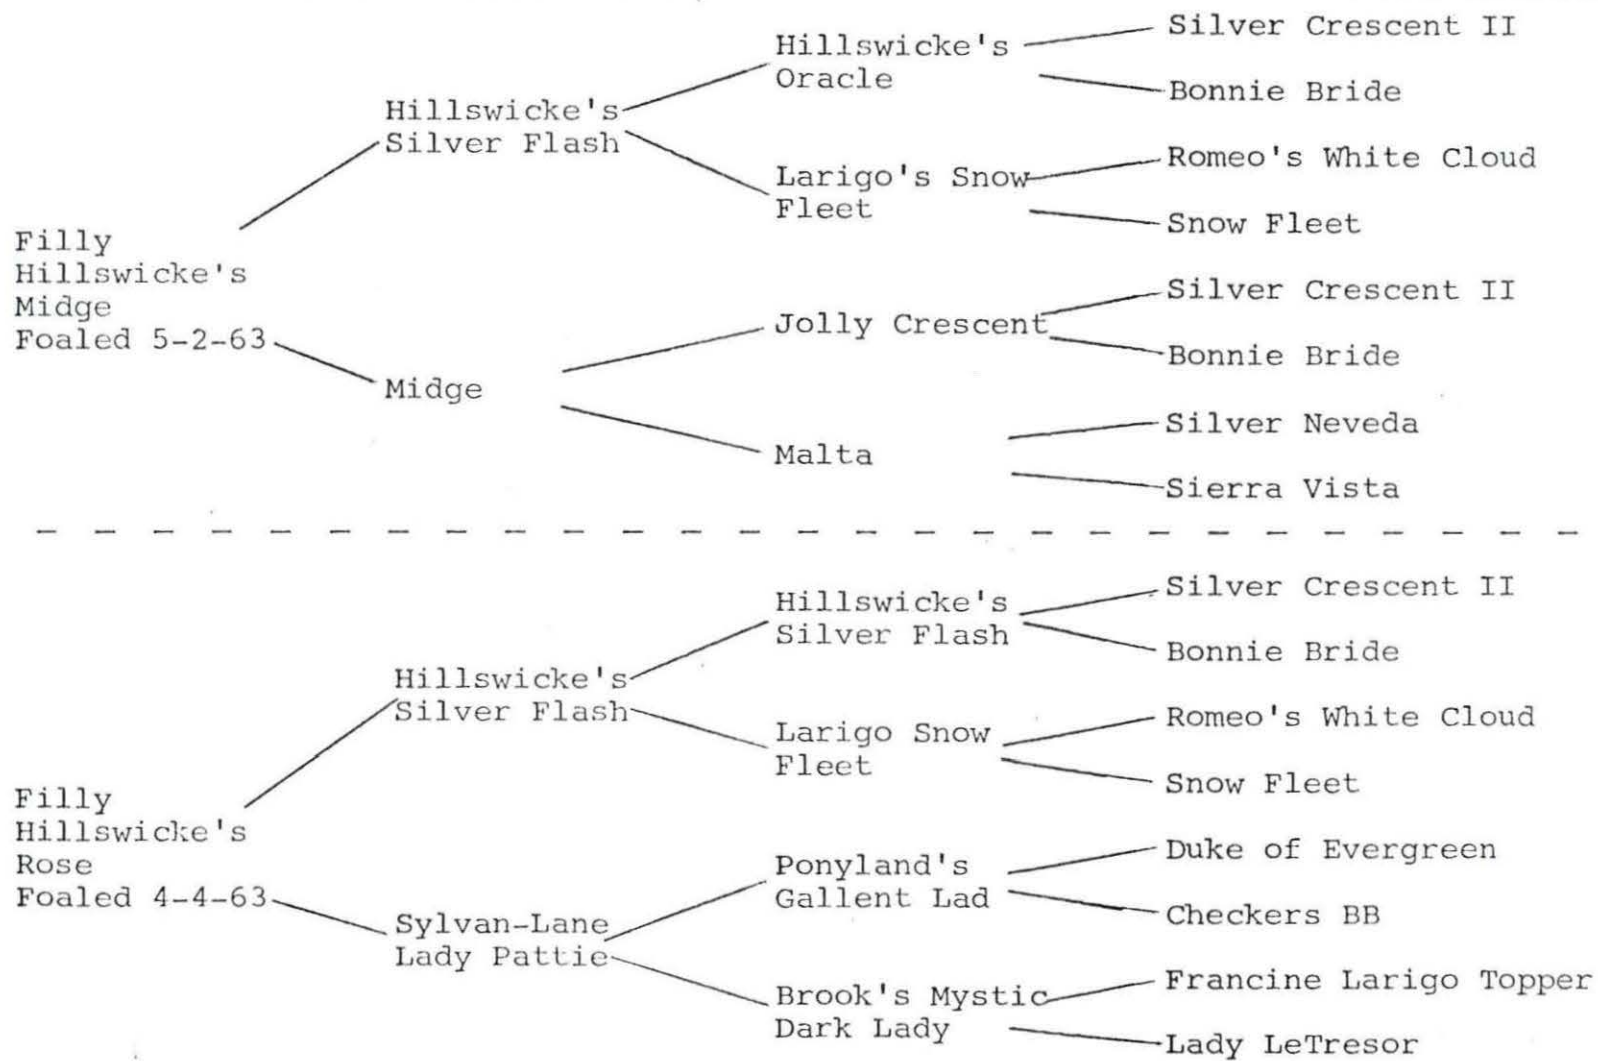 Silver Crescent II
Hillswicke's
Oracle
Bonnie Bride
Hillswicke's
Silver Flash
Romeo's White Cloud
Larigo's Snow
Fleet
Snow Fleet
Filly
Hillswicke's
Midge
Foaled 5-2-63
Silver Crescent II
Jolly Crescent
Bonnie Bride
Midge
Silver Neveda
Malta
Sierra Vista
Silver Crescent II
Hillswicke's
Silver Flash
Bonnie Bride
Hillswicke's
Silver Flash
Romeo's White Cloud
Larigo Snow
Fleet
Snow Fleet
Filly
Hillswicke's
Rose
Foaled 4-4-63
Duke of Evergreen
Ponyland's
Gallent Lad
Checkers BB
Sylvan-Lane
Lady Pattie
Francine Larigo Topper
Brook's Mystic
Dark Lady
Lady LeTresor